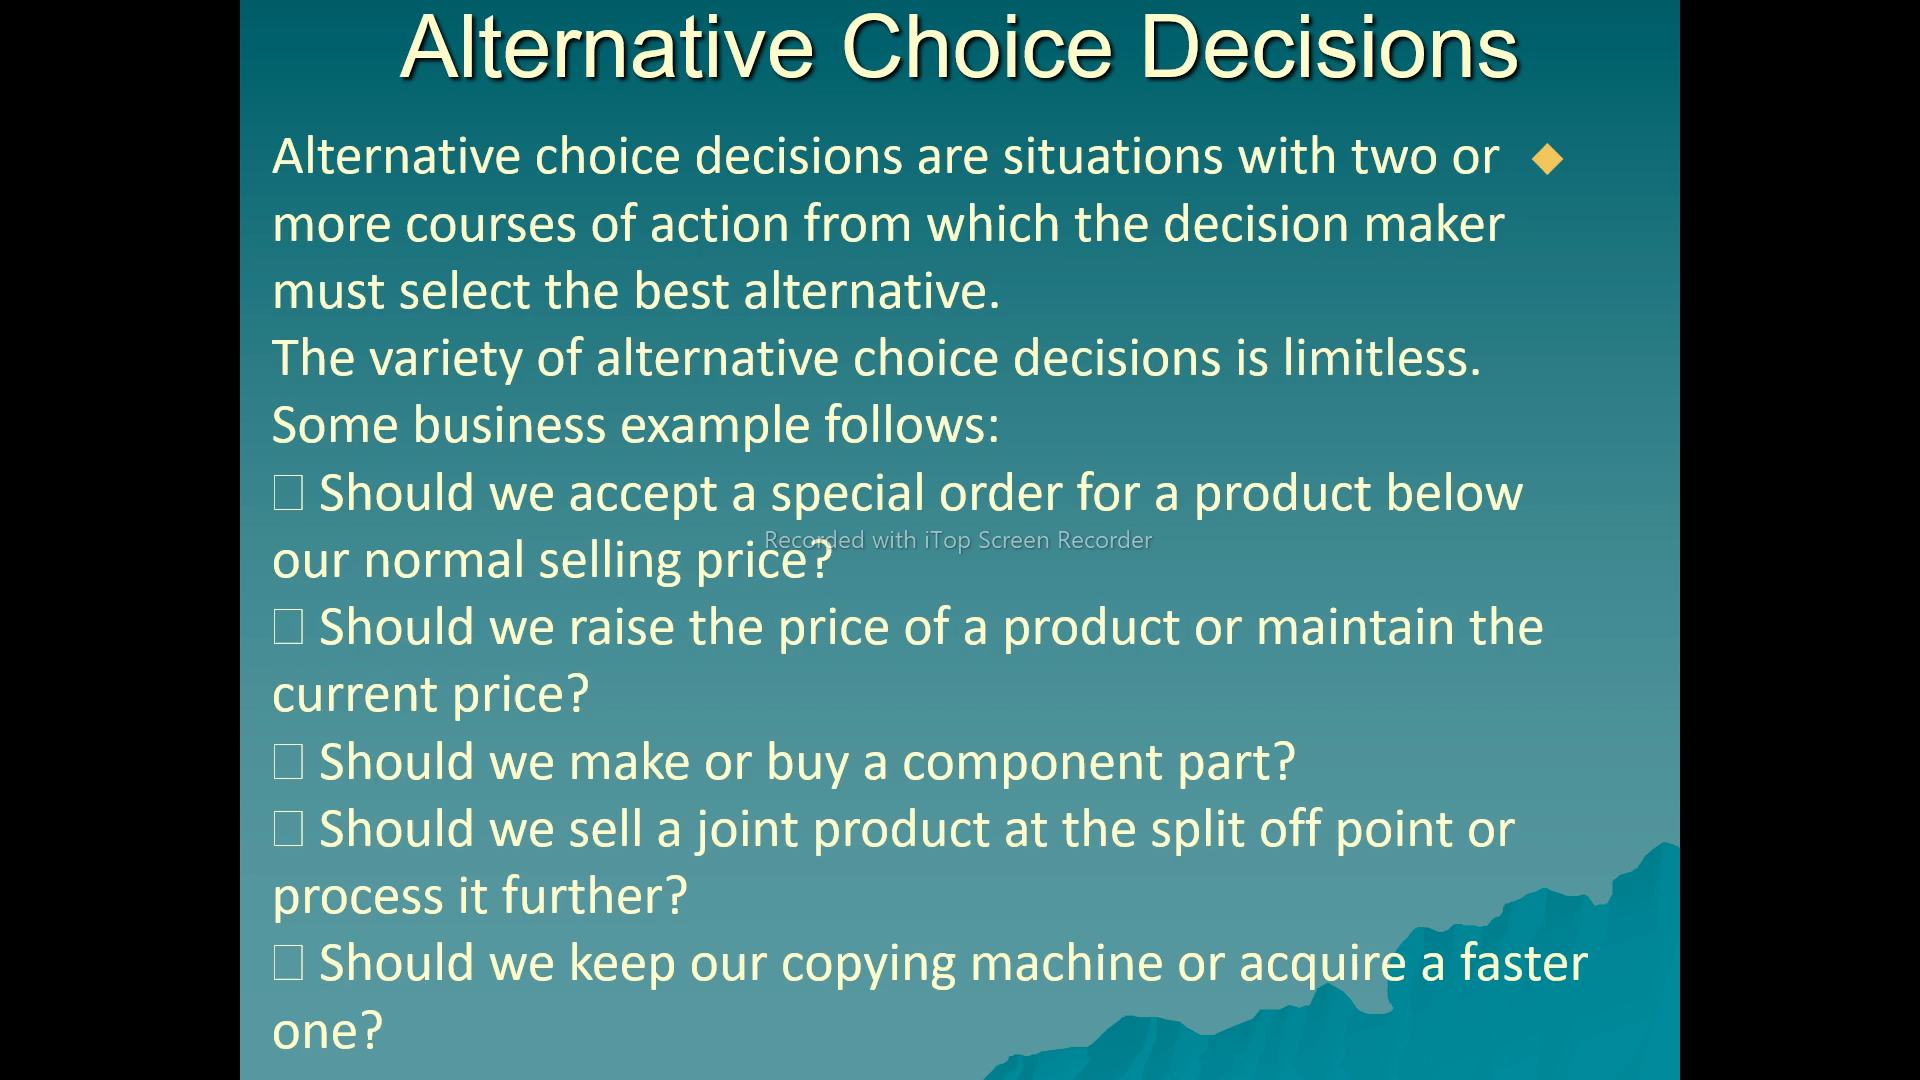 Alternative Choice Decisions
Alternative choice decisions are situations with two or
more courses of action from which the decision maker
must select the best alternative.
The variety of alternative choice decisions is limitless.
Some business example follows:
Should we accept a special order for a product below
our normal selling price?
Recorded with iTop Screen Recorder
Should we raise the price of a product or maintain the
current price?
Should we make or buy a component part?
Should we sell a joint product at the split off point or
process it further?
Should we keep our copying machine or acquire a faster
one?